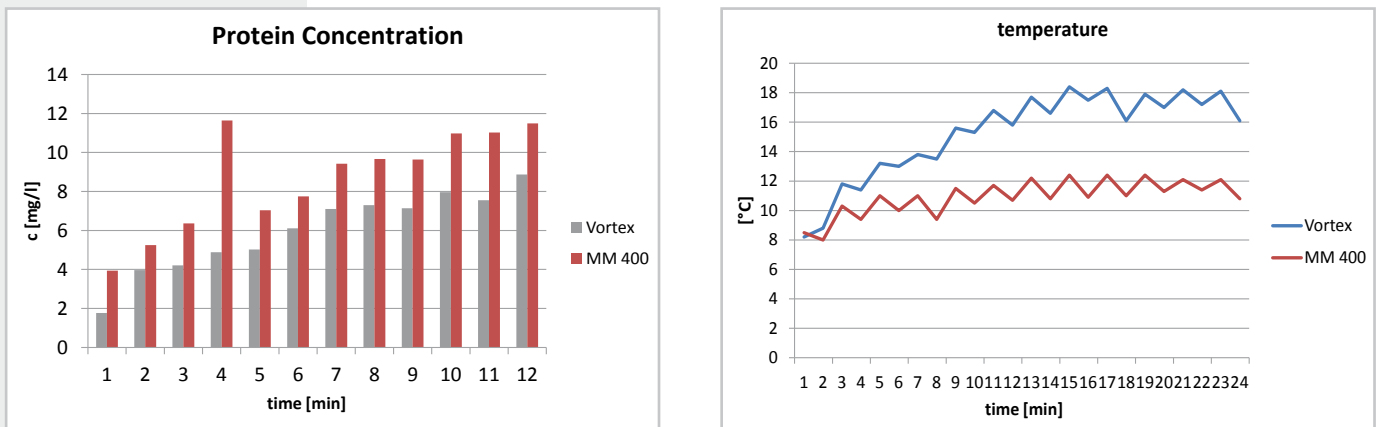 Protein Concentration
c [mg/l]
14
12
10
8
6
4
2
0
1 2 3 4 5 6 7 8 9 10 11 12
time [min]
Vortex
MM 400
temperature
[°C]
20
18
16
14
12
10
8
6
4
2
0
1 2 3 4 5 6 7 8 9 10 11 12 13 14 15 16 17 18 19 20 21 22 23 24
time [min]
Vortex
MM 400